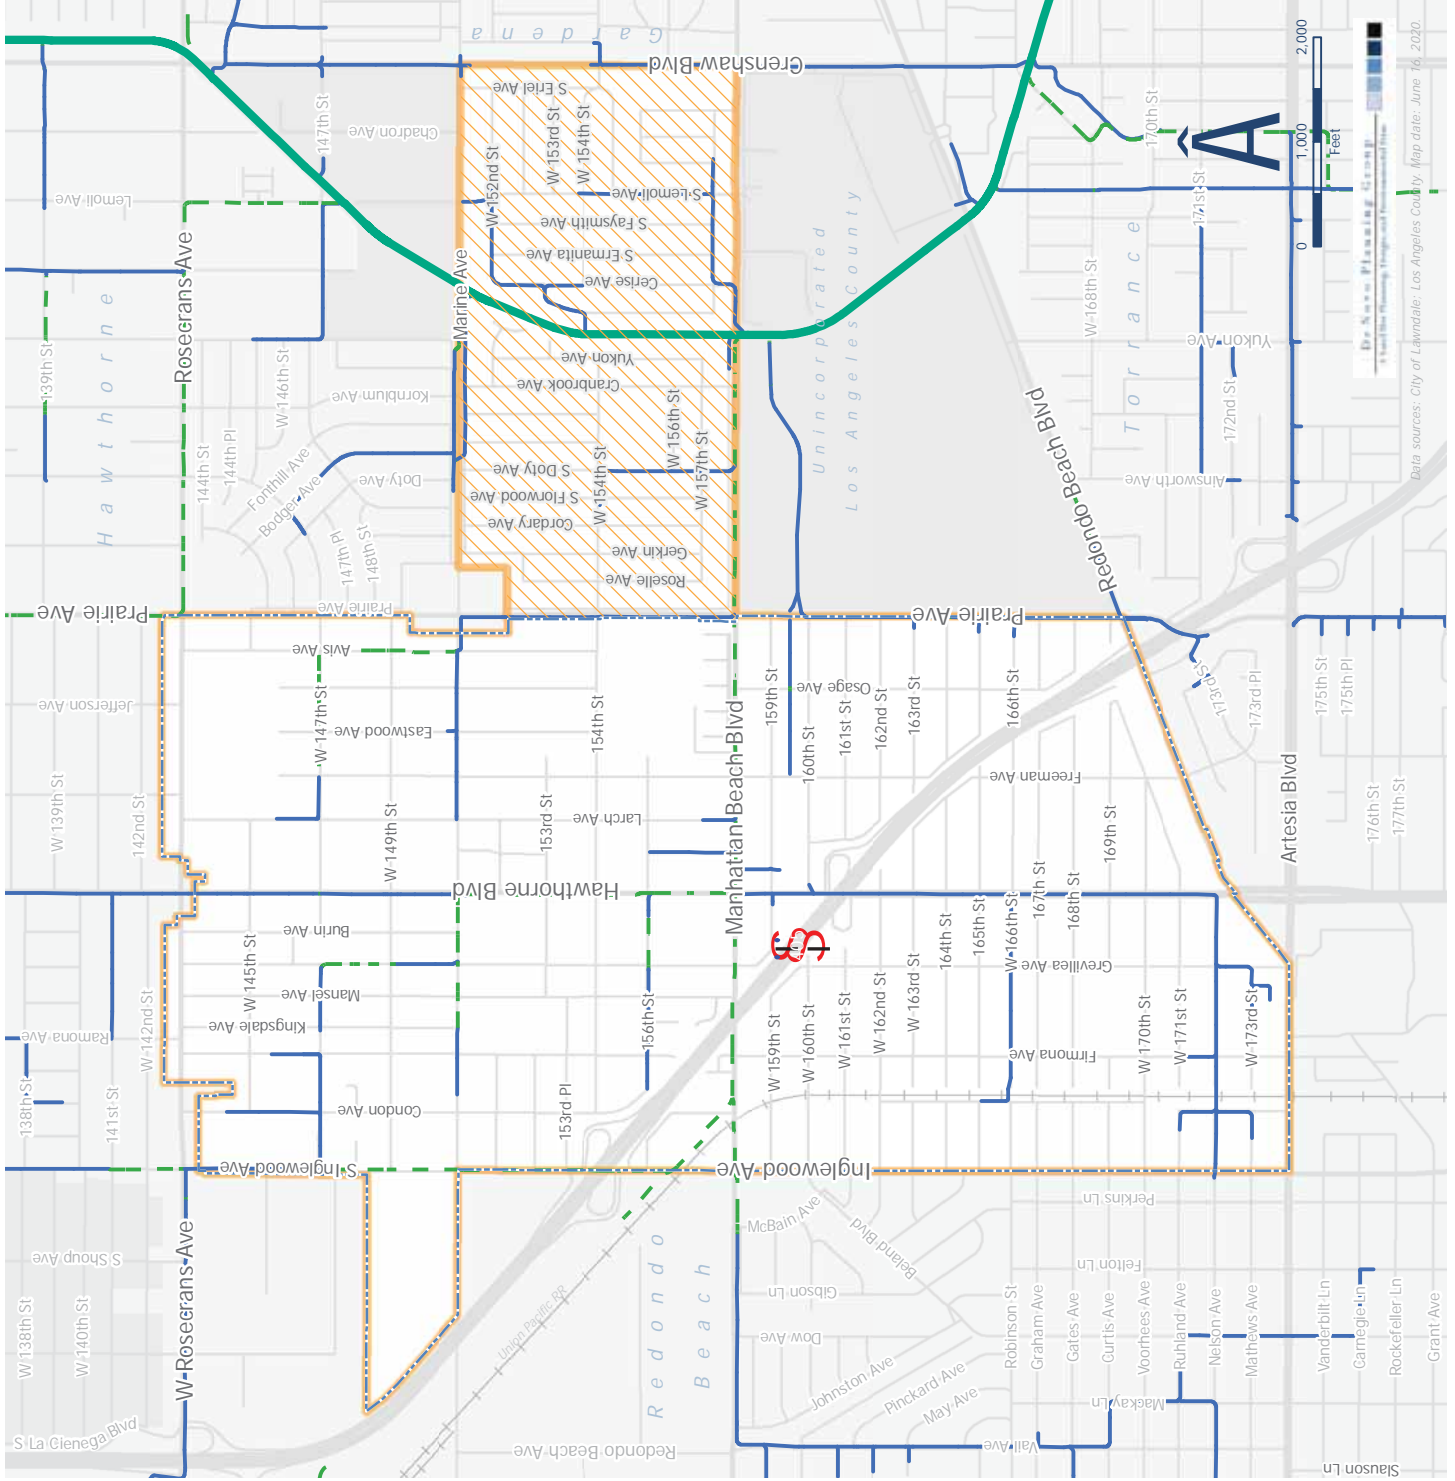 Gardena
Crenshaw Blvd
S Eriel Ave
147th St
Chadron Ave
W 152nd St
W 153rd St
W 154th St
170th St
2,000
1,000
0
Feet
Lemoli Ave
S Lemoli Ave
S Faysmith Ave
S Ermanita Ave
Cerise Ave
171st St
Rosecrans Ave
Marine Ave
Hawthorne
Unincorporated
Los Angeles County
Torrance
W 168th St
139th St
W 146th St
Kornblum Ave
Yukon Ave
Cranbrook Ave
Yukon Ave
172nd St
De Novo Planning Group
Data sources: City of Lawndale; Los Angeles County. Map date: June 16, 2020.
144th St
144th Pl
Fonthill Ave
Bodger Ave
Doty Ave
147th Pl
148th St
S Doty Ave
S Florwood Ave
Cordary Ave
W 154th St
W 156th St
W 157th St
Gerkin Ave
Roselle Ave
Redondo Beach Blvd
Ainsworth Ave
Prairie Ave
Prairie Ave
Prairie Ave
Avis Ave
Jefferson Ave
W 147th St
Eastwood Ave
154th St
Manhattan Beach Blvd
159th St
Osage Ave
160th St
161st St
162nd St
163rd St
166th St
173rd St
173rd Pl
175th St
175th Pl
Freeman Ave
W 139th St
142nd St
W 149th St
153rd St
Larch Ave
169th St
Artesia Blvd
176th St
177th St
Hawthorne Blvd
167th St
168th St
Burin Ave
W 145th St
Mansel Ave
Kingsdale Ave
W 142nd St
Ramona Ave
156th St
W 159th St
W 160th St
W 161st St
W 162nd St
W 163rd St
164th St
165th St
W 166th St
Grevillea Ave
Firmona Ave
W 170th St
W 171st St
W 173rd St
138th St
141st St
Condon Ave
153rd Pl
S Inglewood Ave
Inglewood Ave
W Rosecrans Ave
S Shoup Ave
W 138th St
W 140th St
S La Cienega Blvd
Union Pacific RR
Redondo
Beach
Redondo Beach Ave
McBain Ave
Beland Blvd
Gibson Ln
Dow Ave
Johnston Ave
Pinckard Ave
May Ave
Vail Ave
Perkins Ln
Felton Ln
Robinson St
Graham Ave
Gates Ave
Curtis Ave
Voorhees Ave
Ruhland Ave
Nelson Ave
Mathews Ave
Vanderbilt Ln
Carnegie Ln
Rockefeller Ln
Grant Ave
Mackay Ln
Slauson Ln